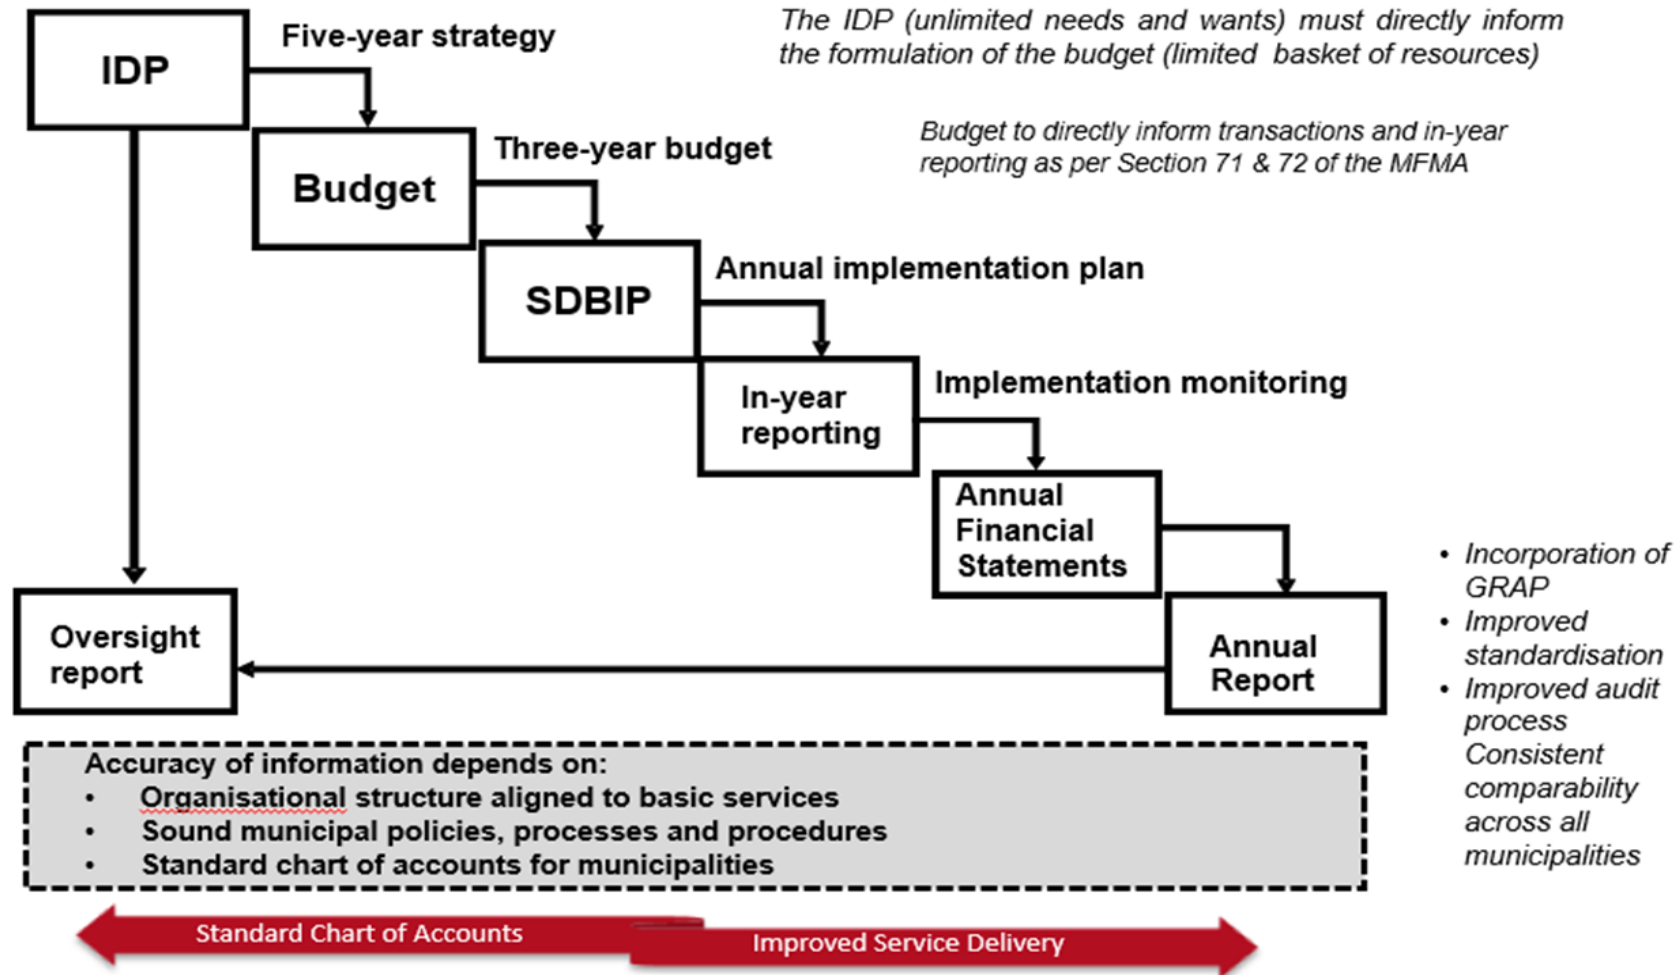 The IDP (unlimited needs and wants) must directly inform
the formulation of the budget (limited basket of resources)
Five-year strategy
IDP
Budget to directly inform transactions and in-year
reporting as per Section 71 & 72 of the MFMA
Three-year budget
Budget
Annual implementation plan
SDBIP
Implementation monitoring
In-year
reporting
Annual
Financial
Statements
Annual
Report
Oversight
report
• Incorporation of
GRAP
• Improved
standardisation
• Improved audit
process
Consistent
comparability
across all
municipalities
Accuracy of information depends on:
• Organisational structure aligned to basic services
• Sound municipal policies, processes and procedures
• Standard chart of accounts for municipalities
Standard Chart of Accounts
Improved Service Delivery